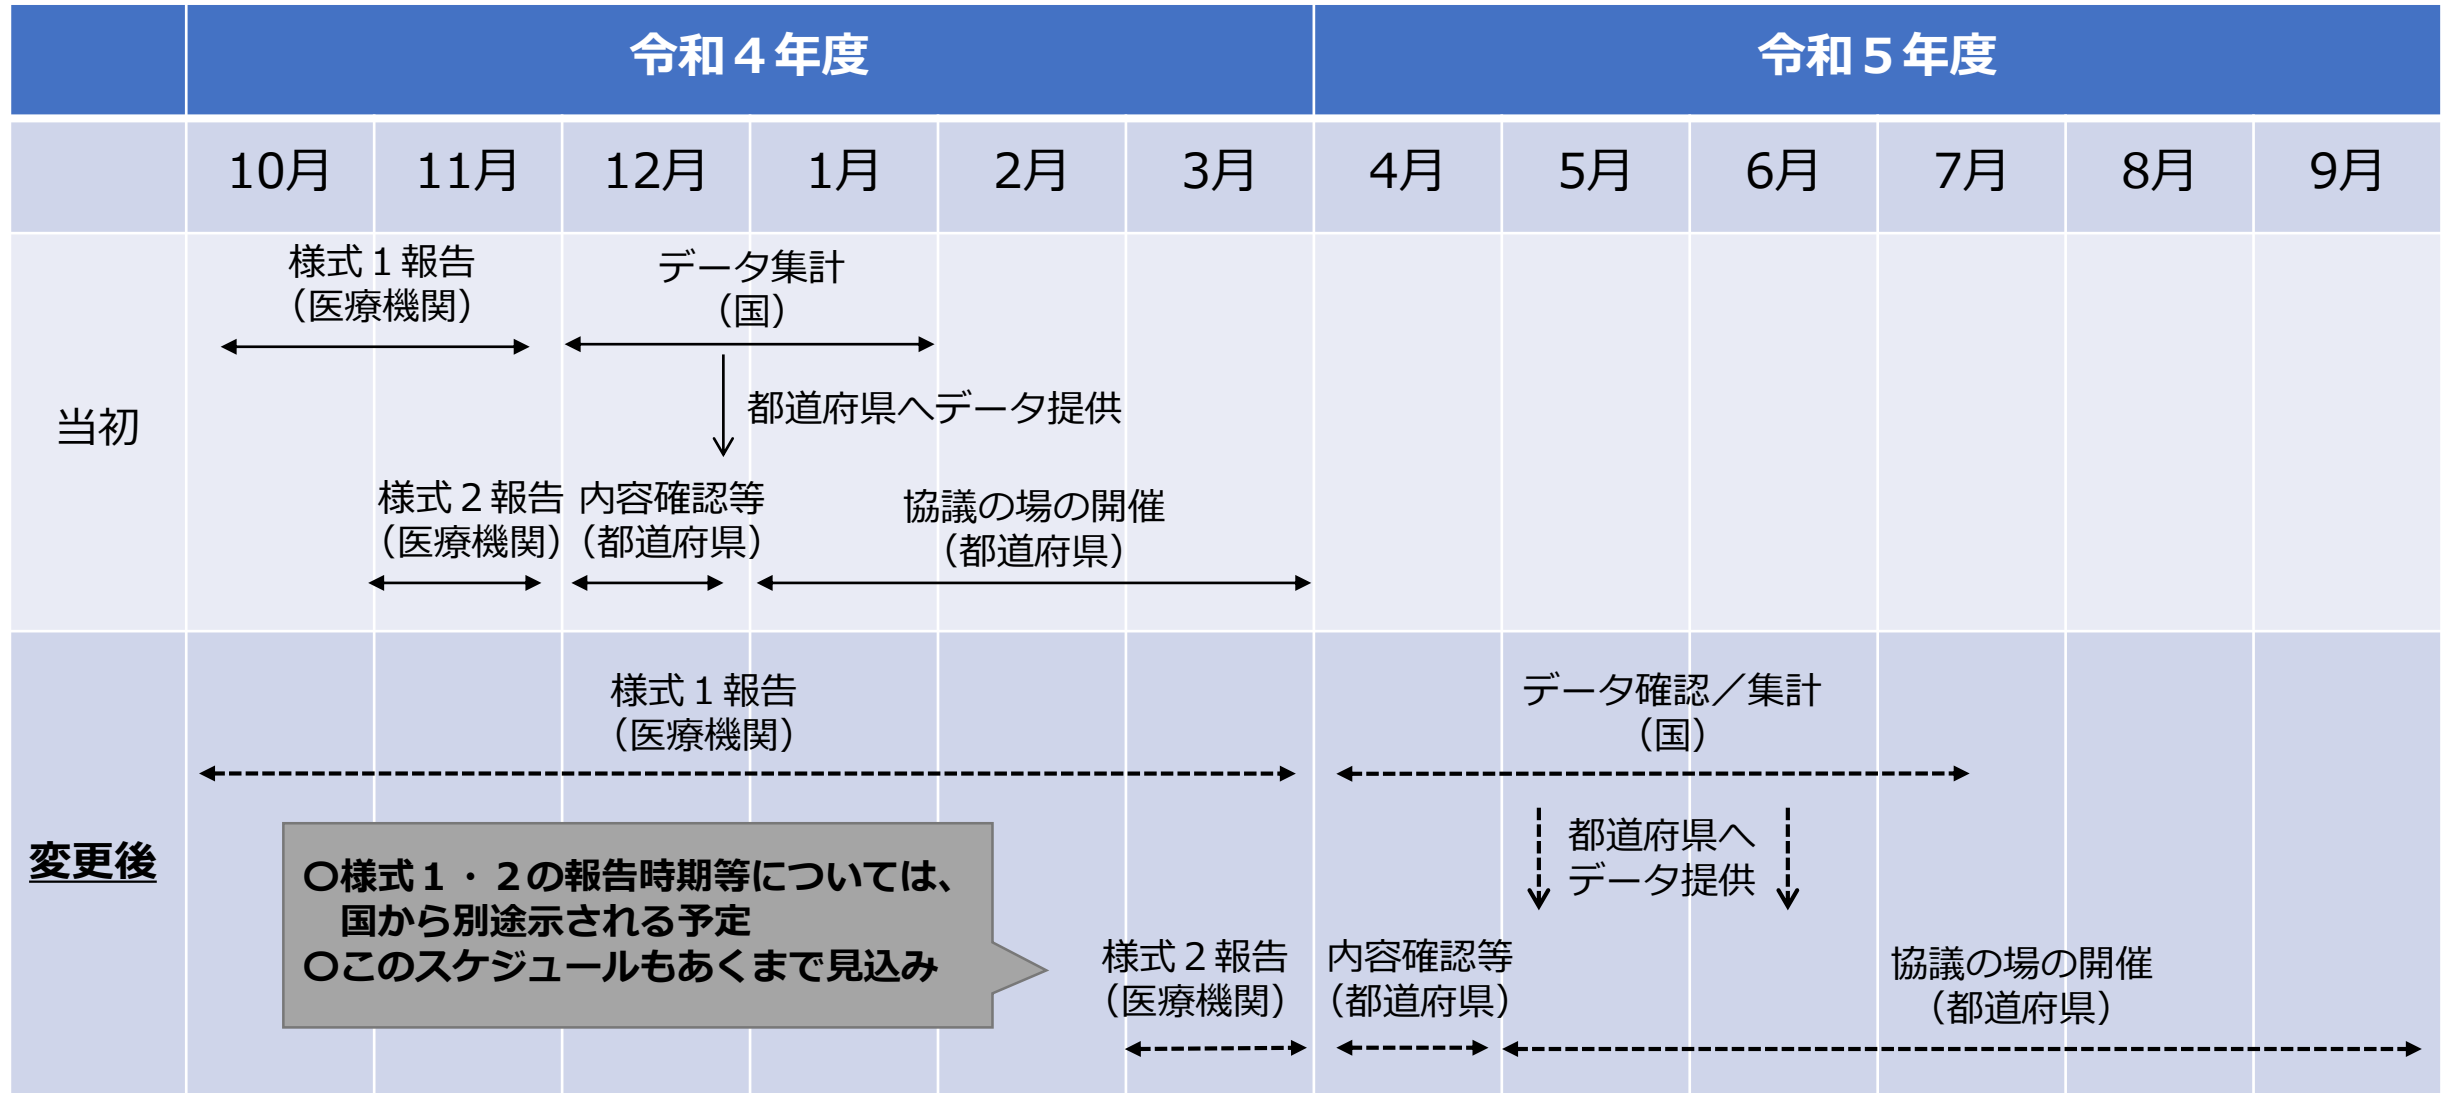 令和４年度
令和５年度
10月
11月
12月
1月
2月
3月
4月
5月
6月
7月
8月
9月
当初
様式１報告
（医療機関）
データ集計
（国）
都道府県へデータ提供
様式２報告
（医療機関）
内容確認等
（都道府県）
協議の場の開催
（都道府県）
変更後
様式１報告
（医療機関）
データ確認／集計
（国）
都道府県へ
データ提供
〇様式１・２の報告時期等については、
国から別途示される予定
〇このスケジュールもあくまで見込み
様式２報告
（医療機関）
内容確認等
（都道府県）
協議の場の開催
（都道府県）